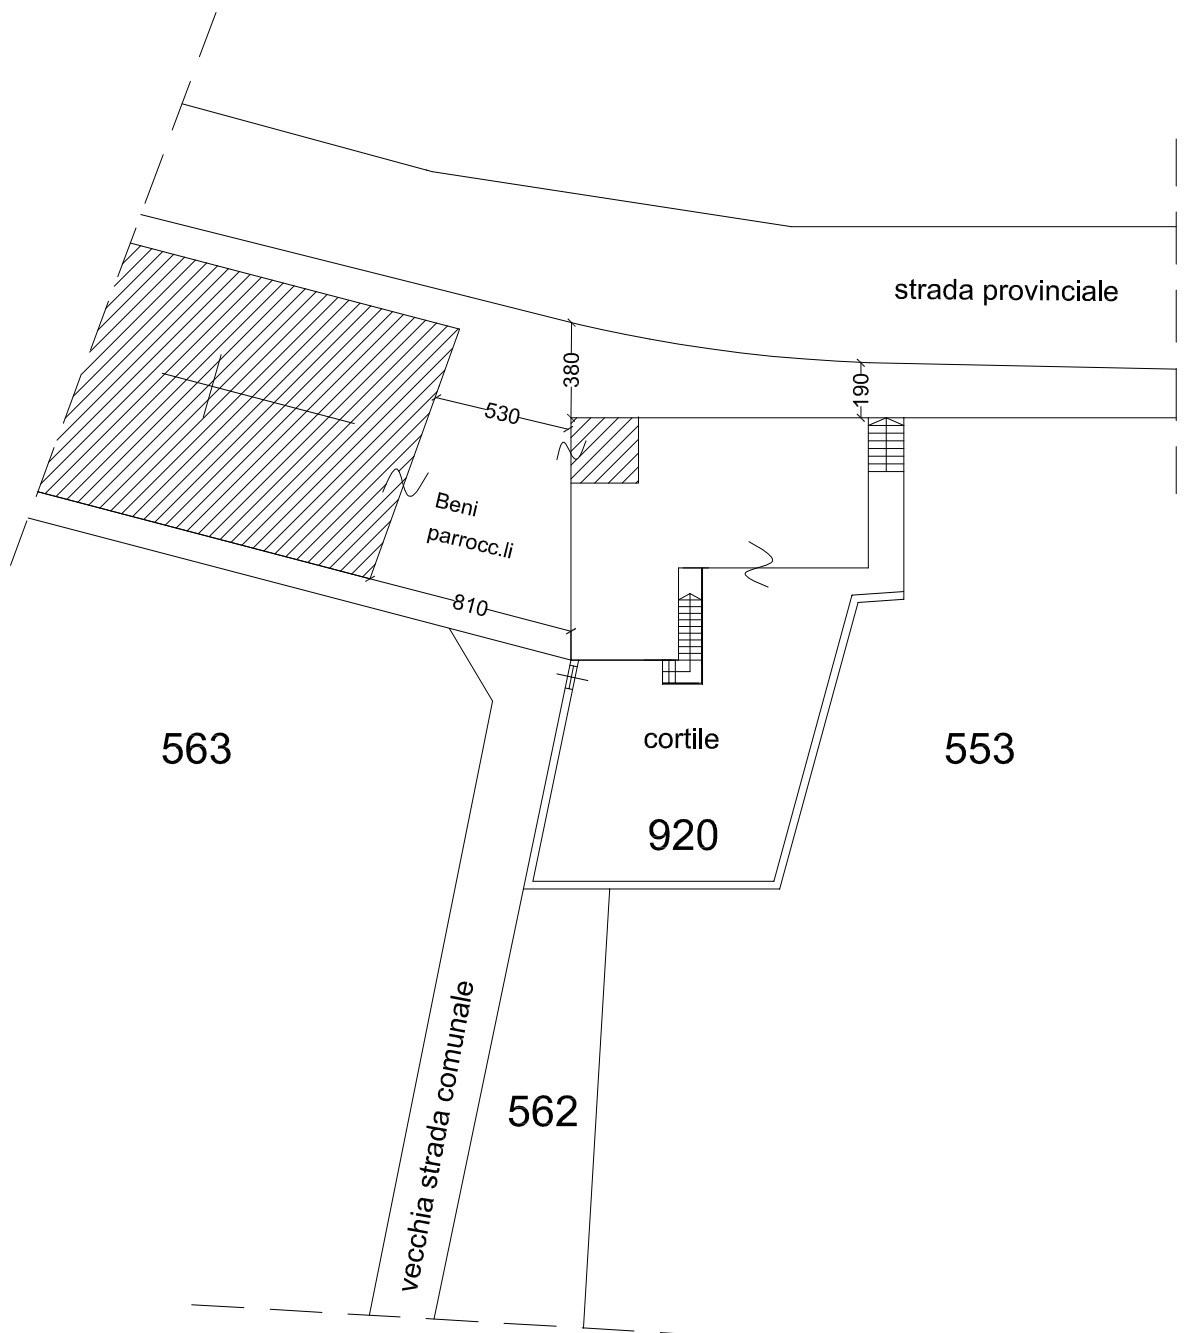 strada provinciale
380
190
530
Beni
parrocc.li
810
563
cortile
553
920
vecchia strada comunale
562